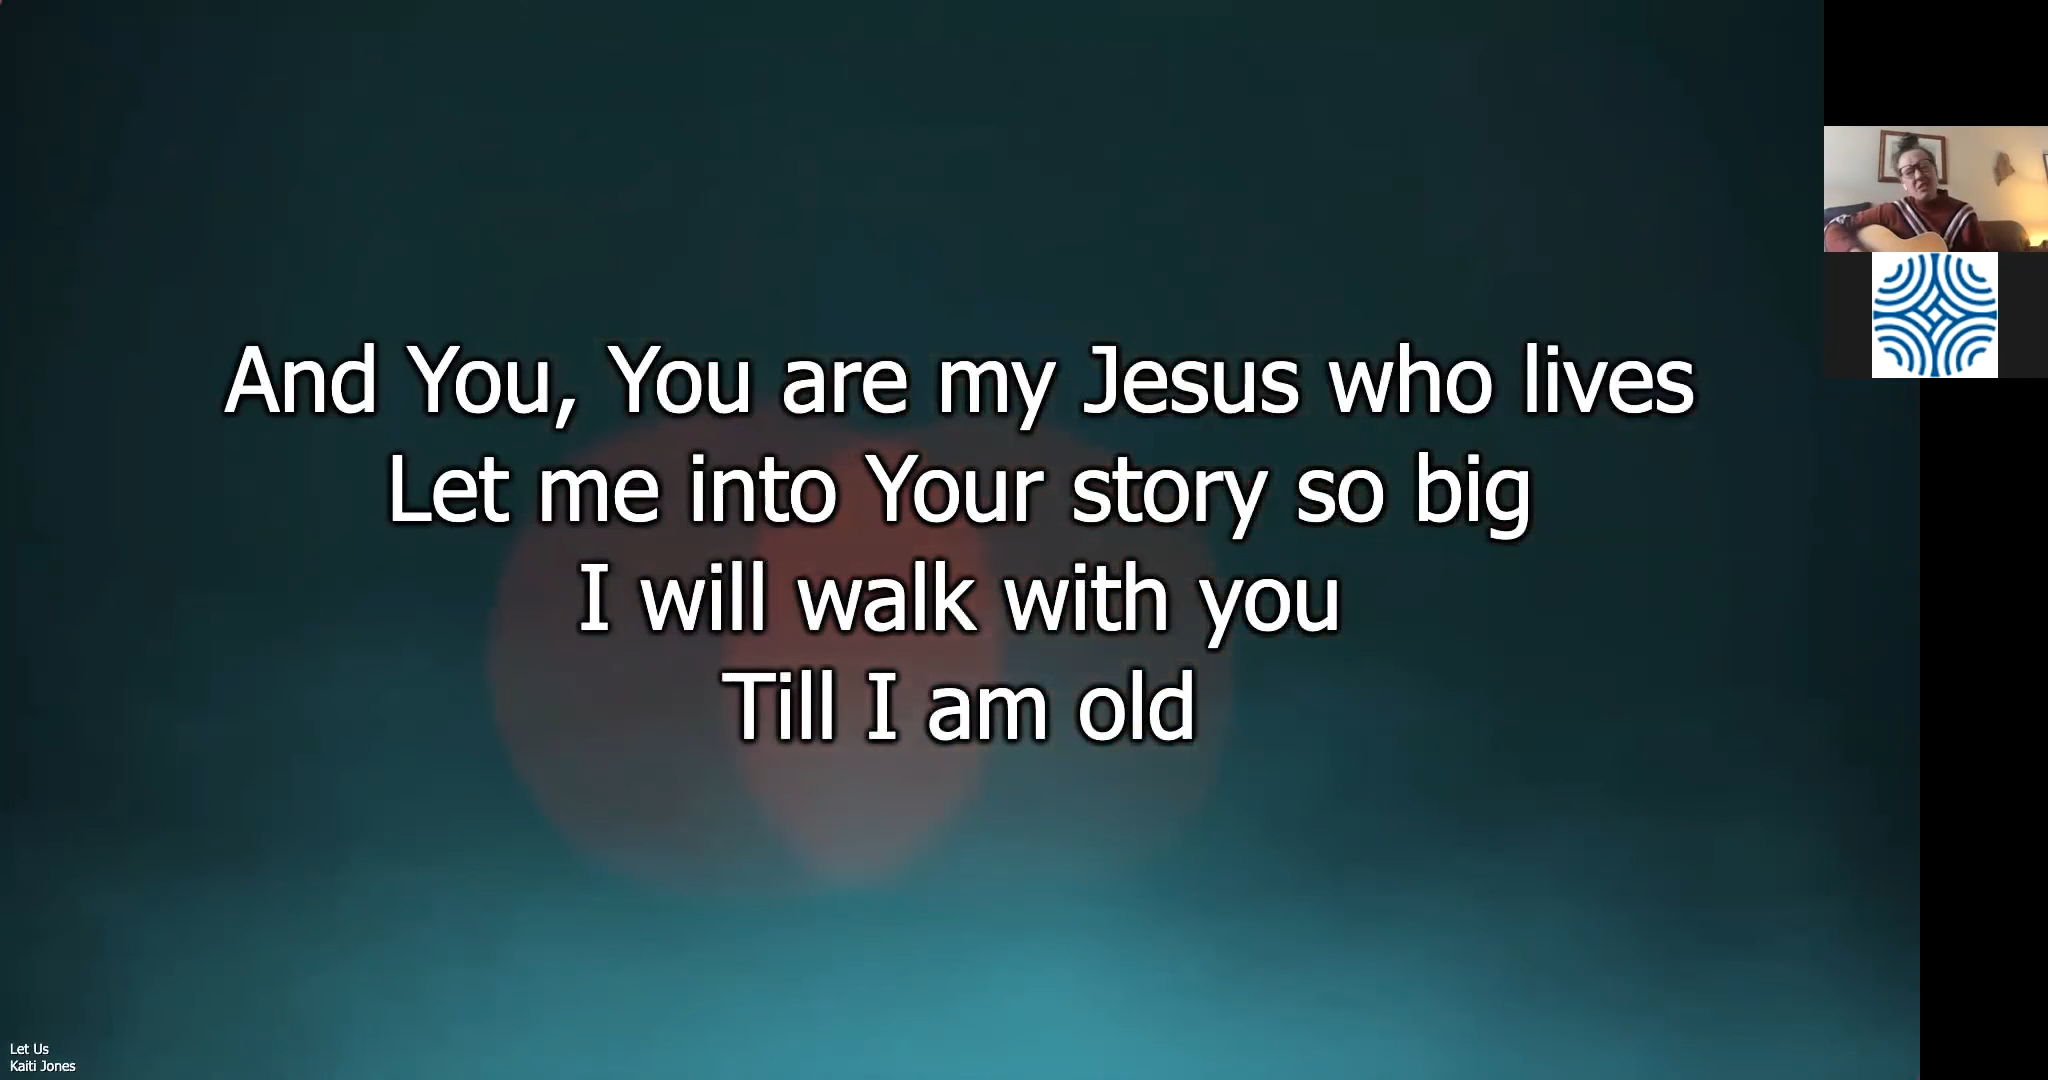 And You, You are my Jesus who lives
Let me into Your story so big
I will walk with you
Till I am old
Let Us
Kaiti Jones